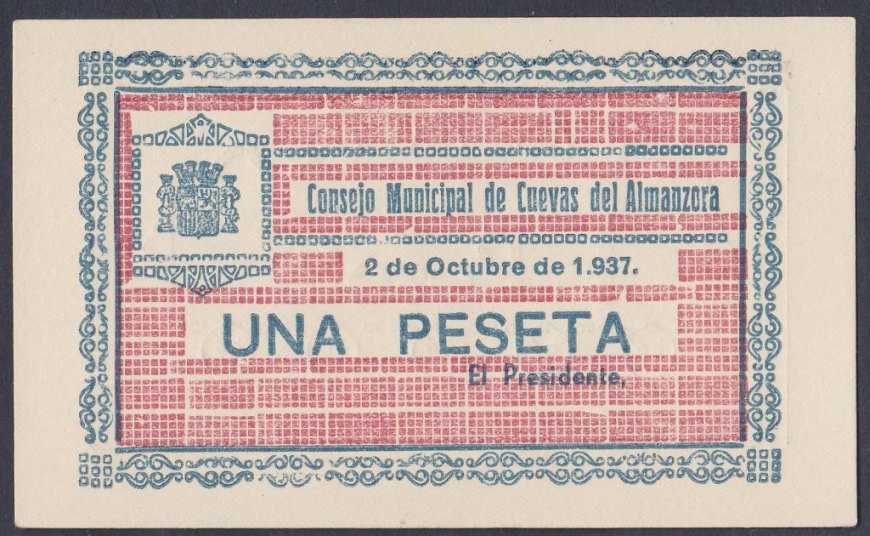 Consejo Municipal de Cuevas del Almanzora
2 de Octubre de 1.937.
UNA PESETA
El Presidente,